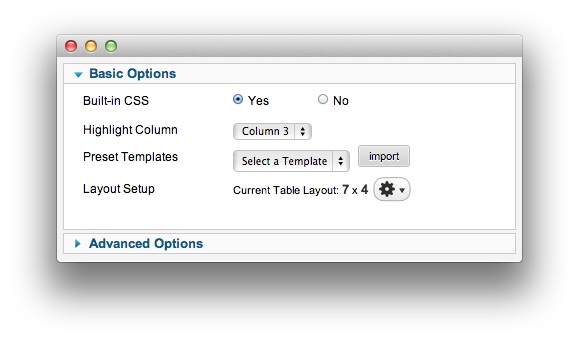 Basic Options
Built-in CSS Yes No
Highlight Column Column 3
Preset Templates Select a Template import
Layout Setup Current Table Layout: 7 x 4
Advanced Options